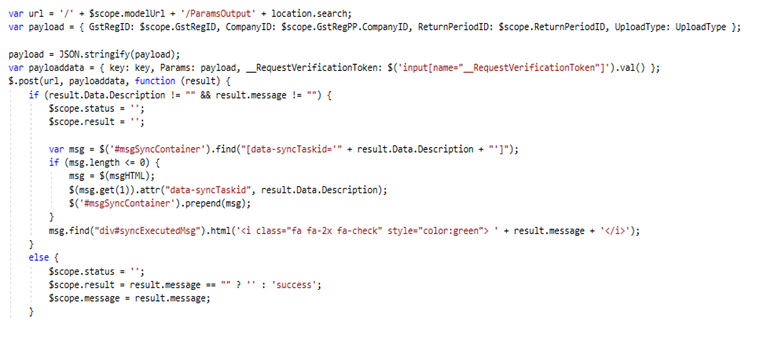 var url = '/' + $scope.modelUrl + '/ParamsOutput' + location.search;
var payload = { GstRegID: $scope.GstRegID, CompanyID: $scope.GstRegPP.CompanyID, ReturnPeriodID: $scope.ReturnPeriodID, UploadType: UploadType };
payload = JSON.stringify(payload);
var payloaddata = { key: key, Params: payload, __RequestVerificationToken: $('input[name="__RequestVerificationToken"]').val() };
$.post(url, payloaddata, function (result) {
if (result.Data.Description != "" && result.message != "") {
$scope.status = '';
$scope.result = '';
var msg = $('#msgSyncContainer').find("[data-syncTaskid='" + result.Data.Description + "']");
if (msg.length <= 0) {
msg = $(msgHTML);
$(msg.get(1)).attr("data-syncTaskid", result.Data.Description);
$('#msgSyncContainer').prepend(msg);
}
msg.find("div#syncExecutedMsg").html('<i class="fa fa-2x fa-check" style="color:green"> ' + result.message + '</i>');
}
else {
$scope.status = '';
$scope.result = result.message == "" ? '' : 'success';
$scope.message = result.message;
}